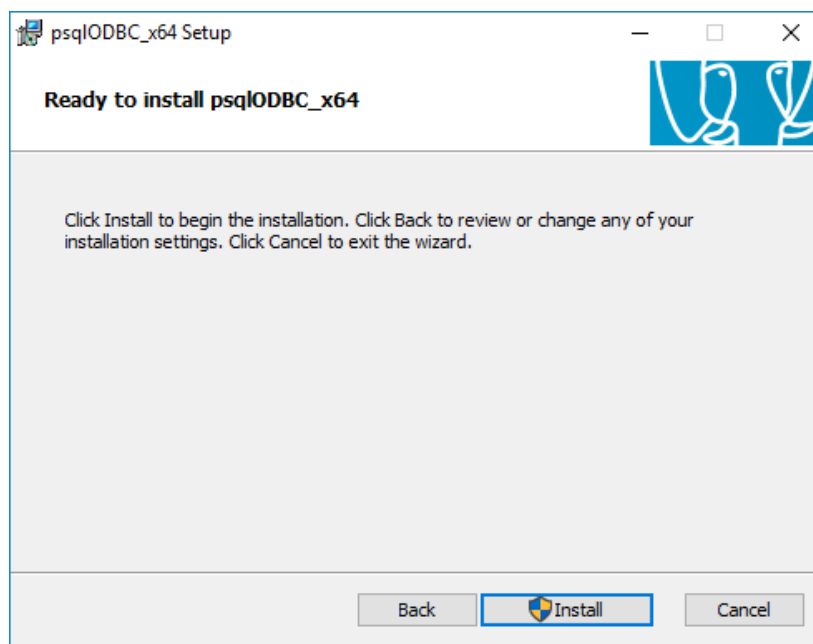 psqlODBC_x64 Setup
Ready to install psqlODBC_x64
Click Install to begin the installation. Click Back to review or change any of your
installation settings. Click Cancel to exit the wizard.
Back
Install
Cancel